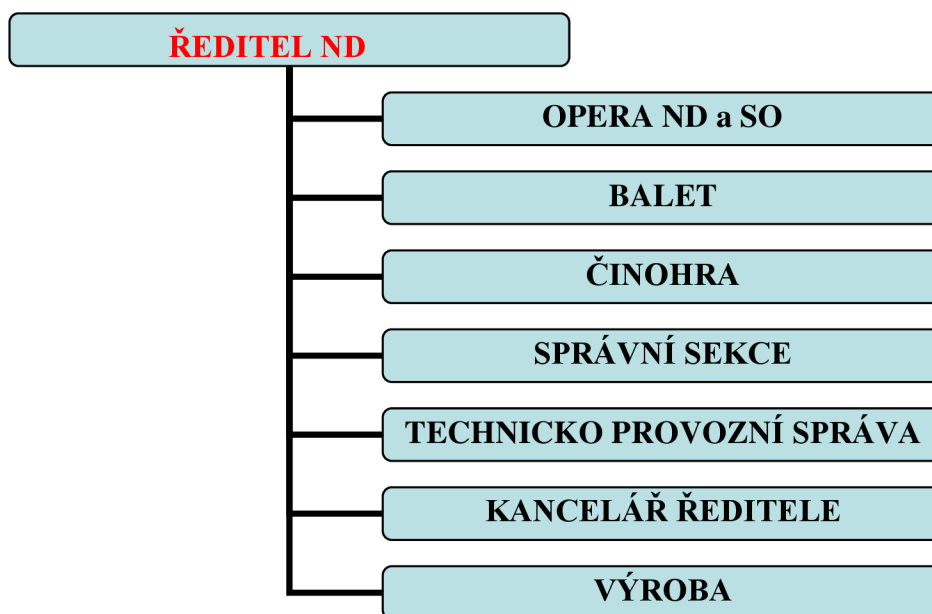 ŘEDITEL ND
OPERA ND a SO
BALET
ČINOHRA
SPRÁVNÍ SEKCE
TECHNICKO PROVOZNÍ SPRÁVA
KANCELÁŘ ŘEDITELE
VÝROBA